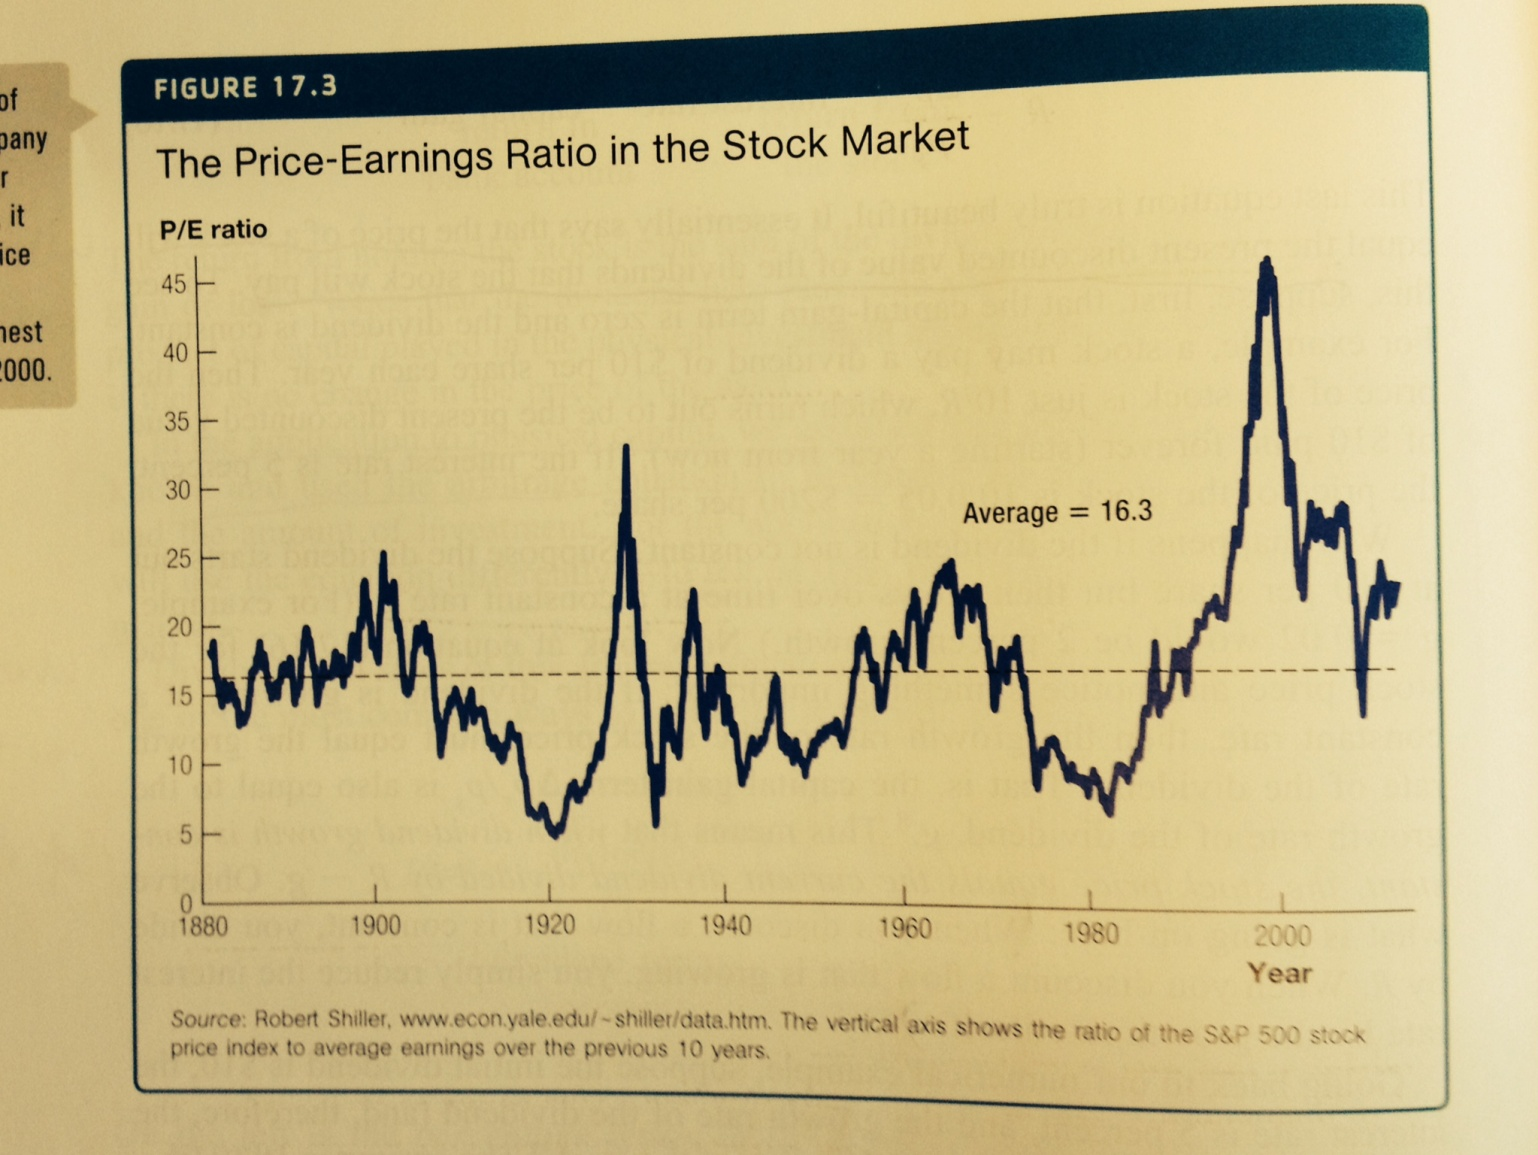 of
pany
r
it
ice
nest
2000.
FIGURE 17.3
The Price-Earnings Ratio in the Stock Market
P/E ratio
45
40
35
30
25
20
15
10
5
0
Average = 16.3
1880 1900 1920 1940 1960 1980 2000
Year
Source: Robert Shiller, www.econ.yale.edu/~shiller/data.htm. The vertical axis shows the ratio of the S&P 500 stock
price index to average earnings over the previous 10 years.